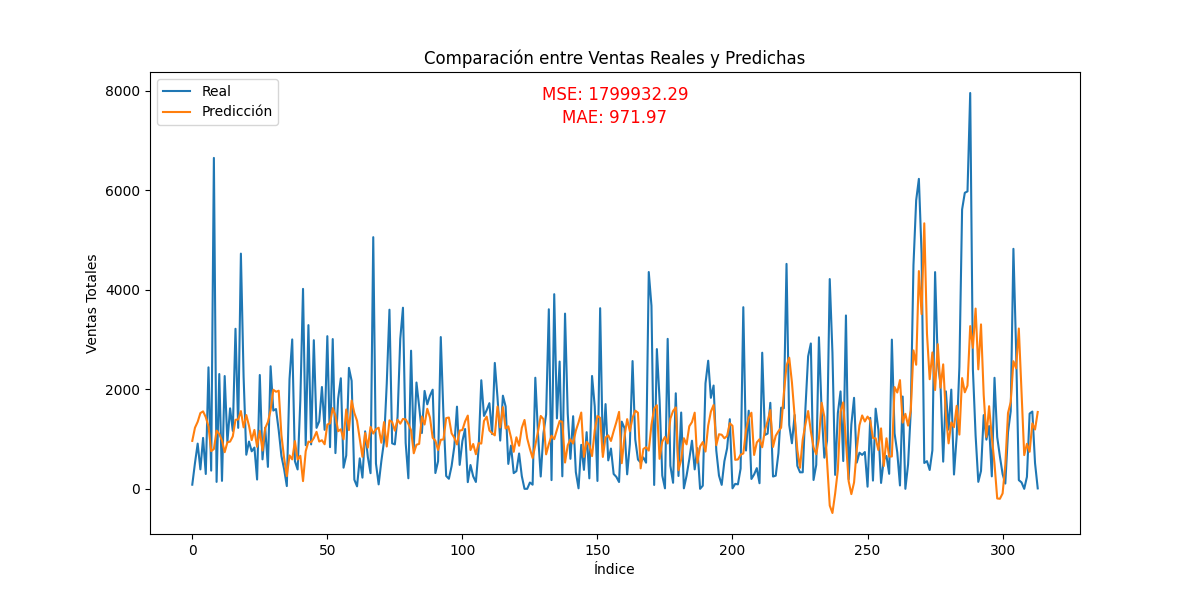 Comparación entre Ventas Reales y Predichas
Real
Predicción
MSE: 1799932.29
MAE: 971.97
Ventas Totales
8000
6000
4000
2000
0
0 50 100 150 200 250 300
Índice